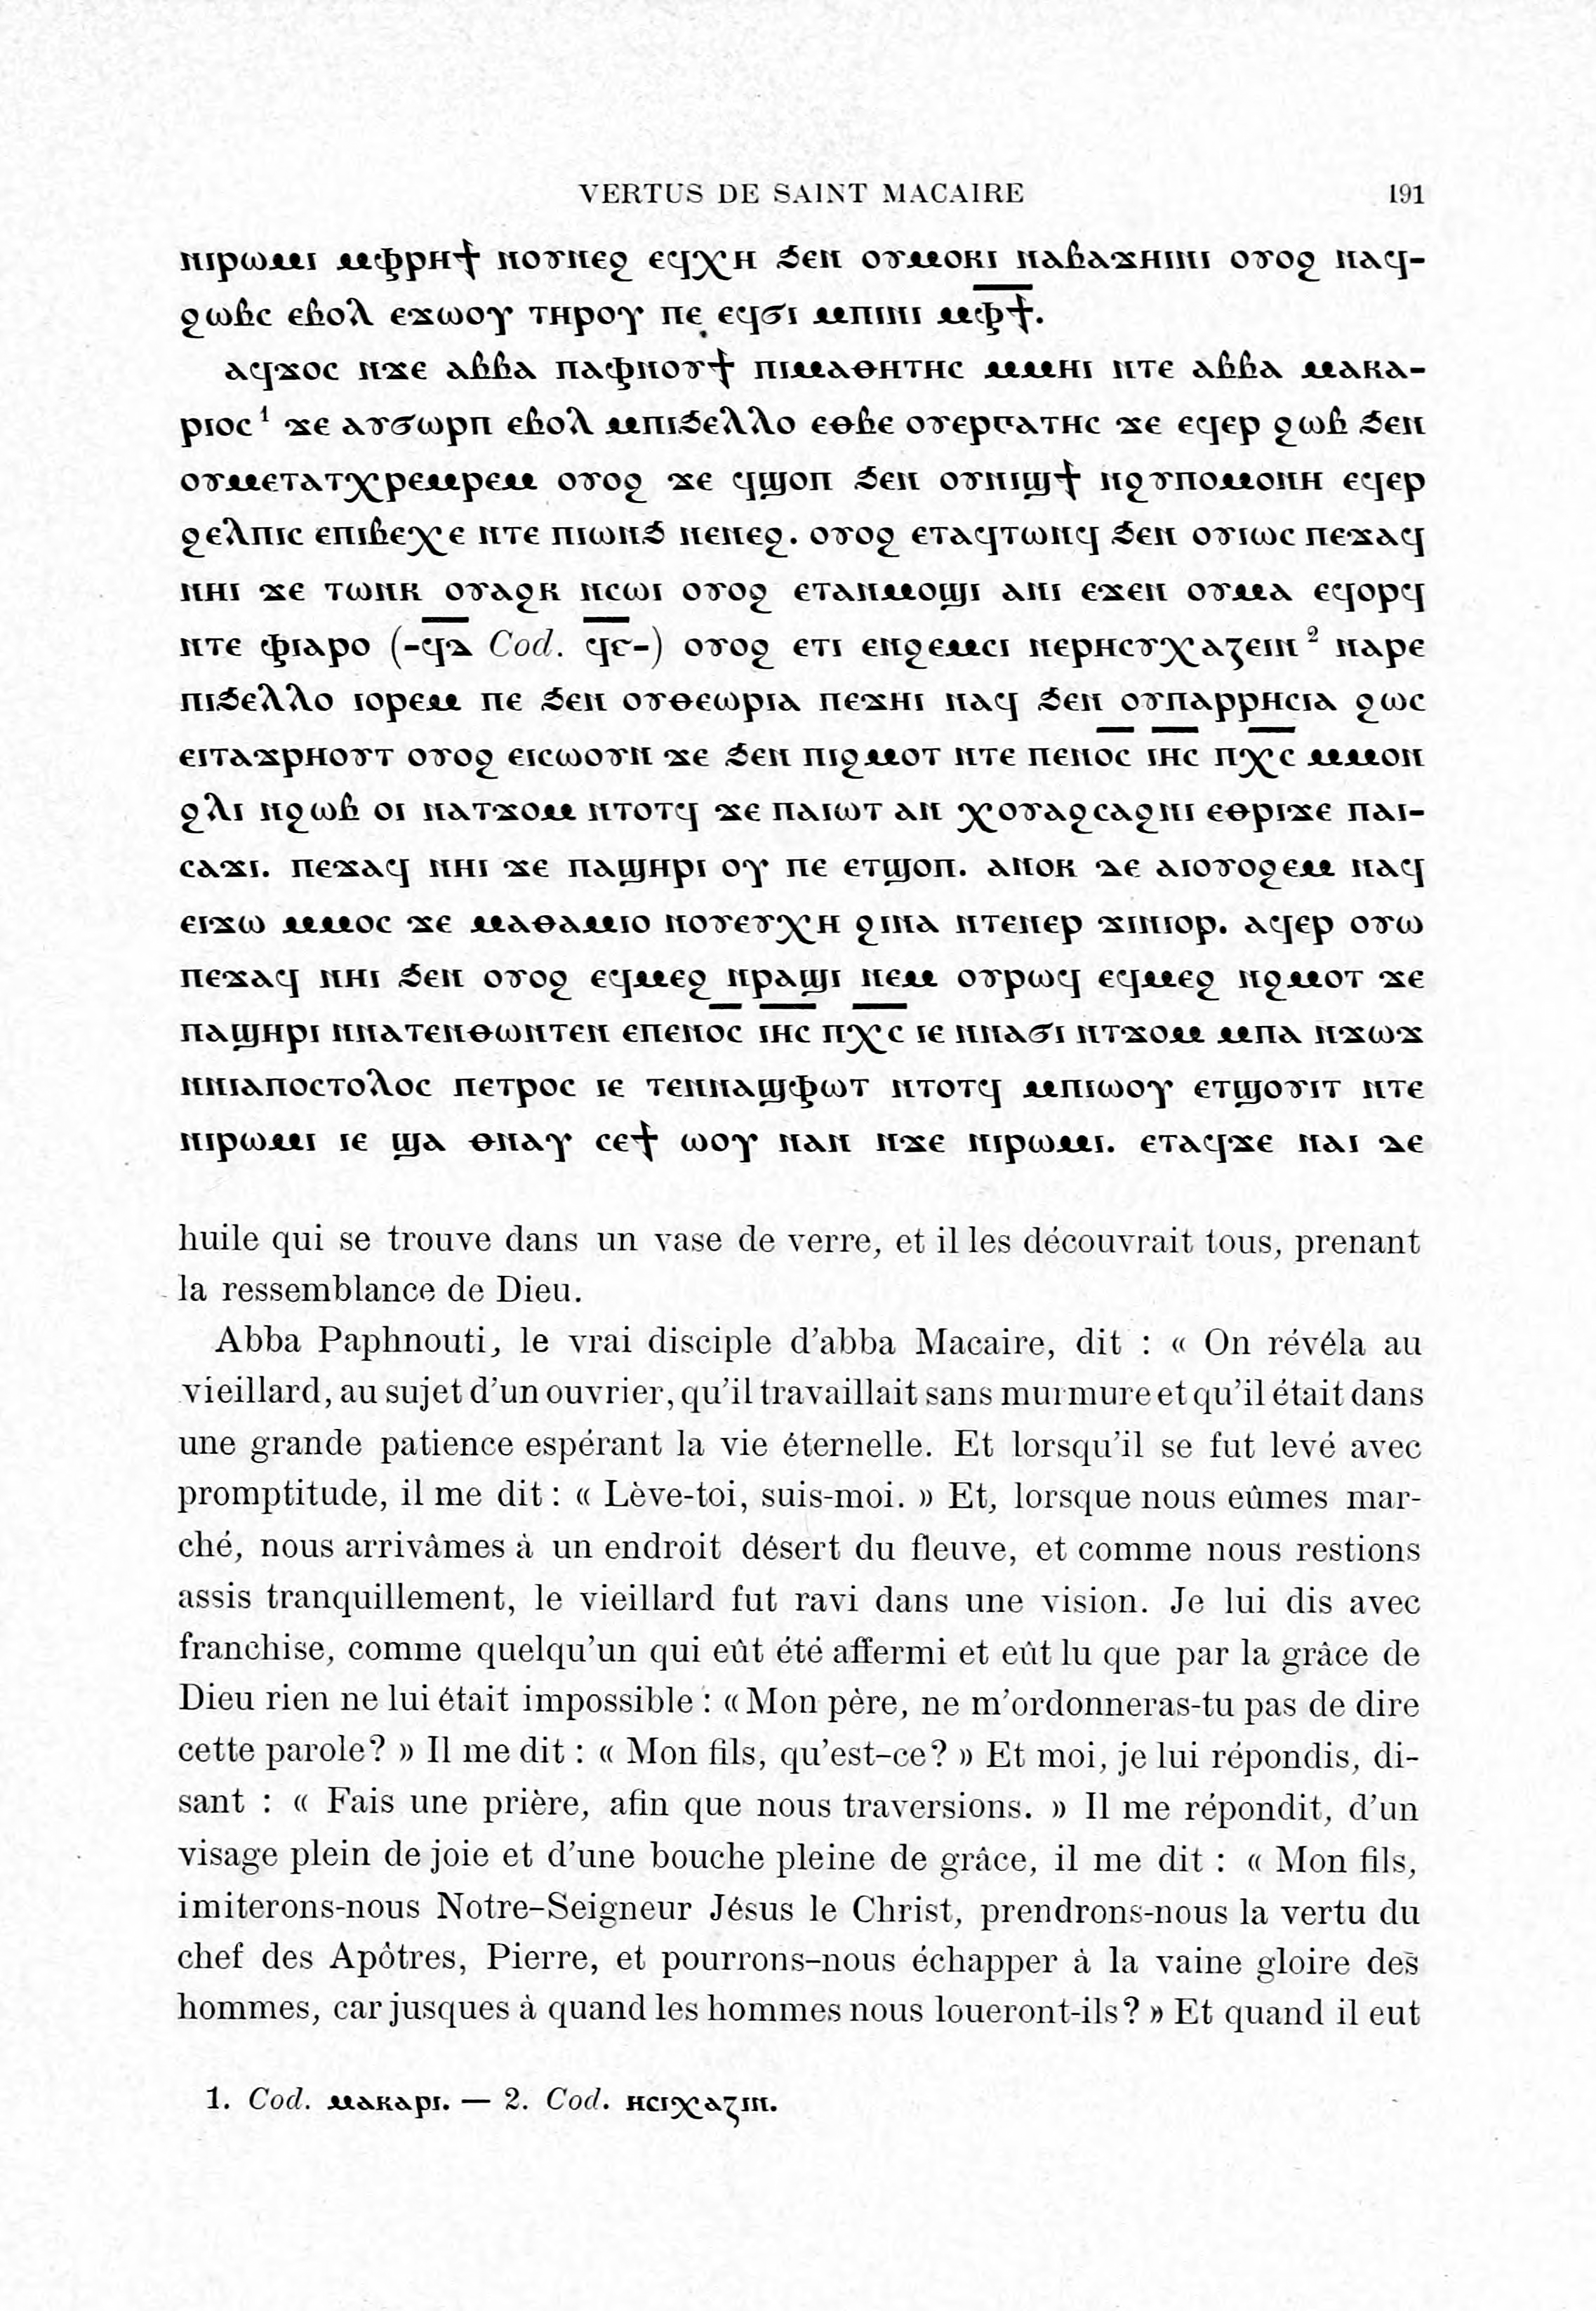 VERTUS DE SAINT MACAIRE 191
ⲛⲓⲣⲱⲙⲓ ⲙⲫⲣⲏϯ ⲛⲟⲩⲛⲉϩ ⲉϥⲭⲏ ϧⲉⲛ ⲟⲩⲙⲟⲕⲓ ⲛⲁⲃⲁϫⲏⲓⲛⲓ ⲟⲩⲟϩ ⲛⲁϥ-
ϩⲱⲃⲥ ⲉⲃⲟⲗ ⲉϫⲱⲟⲩ ⲧⲏⲣⲟⲩ ⲡⲉ ⲉϥϭⲓ ⲙⲡⲓⲛⲓ ⲙⲫ̅ϯ̅.
ⲁϥϫⲟⲥ ⲛϫⲉ ⲁⲃⲃⲁ ⲡⲁⲫⲛⲟⲩϯ ⲡⲓⲙⲁⲑⲏⲧⲏⲥ ⲙⲙⲏⲓ ⲛⲧⲉ ⲁⲃⲃⲁ ⲙⲁⲕⲁ-
ⲣⲓⲟⲥ¹ ϫⲉ ⲁⲩϭⲱⲣⲡ ⲉⲃⲟⲗ ⲙⲡⲓϧⲉⲗⲗⲟ ⲉⲑⲃⲉ ⲟⲩⲉⲣⲅⲁⲧⲏⲥ ϫⲉ ⲉϥⲉⲣ ϩⲱⲃ ϧⲉⲛ
ⲟⲩⲙⲉⲧⲁⲧⲭⲣⲉⲙⲣⲉⲙ ⲟⲩⲟϩ ϫⲉ ϥϣⲟⲡ ϧⲉⲛ ⲟⲩⲛⲓϣϯ ⲛϩⲩⲡⲟⲙⲟⲛⲏ ⲉϥⲉⲣ
ϩⲉⲗⲡⲓⲥ ⲉⲡⲓⲃⲉⲭⲉ ⲛⲧⲉ ⲡⲓⲱⲛϧ ⲛⲉⲛⲉϩ. ⲟⲩⲟϩ ⲉⲧⲁϥⲧⲱⲛϥ ϧⲉⲛ ⲟⲩⲓⲱⲥ ⲡⲉϫⲁϥ
ⲛⲏⲓ ϫⲉ ⲧⲱⲛⲕ ⲟⲩⲁϩⲕ ⲛⲥⲱⲓ ⲟⲩⲟϩ ⲉⲧⲁⲛⲙⲟϣⲓ ⲁⲛⲓ ⲉϫⲉⲛ ⲟⲩⲙⲁ ⲉϥⲟⲣϥ
ⲛⲧⲉ ⲫⲓⲁⲣⲟ (-ϥ̅ⲇ̅ Cod. ϥ̅ⲉ̅-) ⲟⲩⲟϩ ⲉⲧⲓ ⲉⲛϩⲉⲙⲥⲓ ⲛⲉⲣⲏⲥⲩⲭⲁⲍⲉⲓⲛ² ⲛⲁⲣⲉ
ⲡⲓϧⲉⲗⲗⲟ ⲓⲟⲣⲉⲙ ⲡⲉ ϧⲉⲛ ⲟⲩⲑⲉⲱⲣⲓⲁ ⲡⲉϫⲏⲓ ⲛⲁϥ ϧⲉⲛ ⲟⲩⲡⲁⲣⲣⲏⲥⲓⲁ ϩⲱⲥ
ⲉⲓⲧⲁϫⲣⲏⲟⲩⲧ ⲟⲩⲟϩ ⲉⲓⲥⲱⲟⲩⲛ ϫⲉ ϧⲉⲛ ⲡⲓϩⲙⲟⲧ ⲛⲧⲉ ⲡⲉⲛⲟ̅ⲥ̅ ⲓ̅ⲏ̅ⲥ̅ ⲡ̅ⲭ̅ⲥ̅ ⲙⲙⲟⲛ
ϩⲗⲓ ⲛϩⲱⲃ ⲟⲓ ⲛⲁⲧϫⲟⲙ ⲛⲧⲟⲧϥ ϫⲉ ⲡⲁⲓⲱⲧ ⲁⲛ ⲭⲟⲩⲁϩⲥⲁϩⲛⲓ ⲉⲑⲣⲓϫⲉ ⲡⲁⲓ-
ⲥⲁϫⲓ. ⲡⲉϫⲁϥ ⲛⲏⲓ ϫⲉ ⲡⲁϣⲏⲣⲓ ⲟⲩ ⲡⲉ ⲉⲧϣⲟⲡ. ⲁⲛⲟⲕ ⲇⲉ ⲁⲓⲟⲩⲟϩⲉⲙ ⲛⲁϥ
ⲉⲓϫⲱ ⲙⲙⲟⲥ ϫⲉ ⲙⲁⲑⲁⲙⲓⲟ ⲛⲟⲩⲉⲩⲭⲏ ϩⲓⲛⲁ ⲛⲧⲉⲛⲉⲣ ϫⲓⲛⲓⲟⲣ. ⲁϥⲉⲣ ⲟⲩⲱ
ⲡⲉϫⲁϥ ⲛⲏⲓ ϧⲉⲛ ⲟⲩⲟϩ ⲉϥⲙⲉϩ ⲛⲣⲁϣⲓ ⲛⲉⲙ ⲟⲩⲣⲱϥ ⲉϥⲙⲉϩ ⲛϩⲙⲟⲧ ϫⲉ
ⲡⲁϣⲏⲣⲓ ⲛⲛⲁⲧⲉⲛⲑⲱⲛⲧⲉⲛ ⲉⲡⲉⲛⲟ̅ⲥ̅ ⲓ̅ⲏ̅ⲥ̅ ⲡ̅ⲭ̅ⲥ̅ ⲓⲉ ⲛⲛⲁϭⲓ ⲛⲧϫⲟⲙ ⲙⲡⲁ ⲛϫⲱϫ
ⲛⲛⲓⲁⲡⲟⲥⲧⲟⲗⲟⲥ ⲡⲉⲧⲣⲟⲥ ⲓⲉ ⲧⲉⲛⲛⲁϣⲫⲱⲧ ⲛⲧⲟⲧϥ ⲙⲡⲓⲱⲟⲩ ⲉⲧϣⲟⲩⲓⲧ ⲛⲧⲉ
ⲛⲓⲣⲱⲙⲓ ⲓⲉ ϣⲁ ⲑⲛⲁⲩ ⲥⲉϯ ⲱⲟⲩ ⲛⲁⲛ ⲛϫⲉ ⲛⲓⲣⲱⲙⲓ. ⲉⲧⲁϥϫⲉ ⲛⲁⲓ ⲇⲉ
huile qui se trouve dans un vase de verre, et il les découvrait tous, prenant
la ressemblance de Dieu.
Abba Paphnouti, le vrai disciple d'abba Macaire, dit : « On révéla au
vieillard, au sujet d'un ouvrier, qu'il travaillait sans murmure et qu'il était dans
une grande patience espérant la vie éternelle. Et lorsqu'il se fut levé avec
promptitude, il me dit : « Lève-toi, suis-moi. » Et, lorsque nous eûmes mar-
ché, nous arrivâmes à un endroit désert du fleuve, et comme nous restions
assis tranquillement, le vieillard fut ravi dans une vision. Je lui dis avec
franchise, comme quelqu'un qui eût été affermi et eût lu que par la grâce de
Dieu rien ne lui était impossible : « Mon père, ne m'ordonneras-tu pas de dire
cette parole? » Il me dit : « Mon fils, qu'est-ce? » Et moi, je lui répondis, di-
sant : « Fais une prière, afin que nous traversions. » Il me répondit, d'un
visage plein de joie et d'une bouche pleine de grâce, il me dit : « Mon fils,
imiterons-nous Notre-Seigneur Jésus le Christ, prendrons-nous la vertu du
chef des Apôtres, Pierre, et pourrons-nous échapper à la vaine gloire des
hommes, car jusques à quand les hommes nous loueront-ils? » Et quand il eut
1. Cod. ⲙⲁⲕⲁⲣⲓ. — 2. Cod. ⲏⲥⲓⲭⲁⲍⲓⲛ.